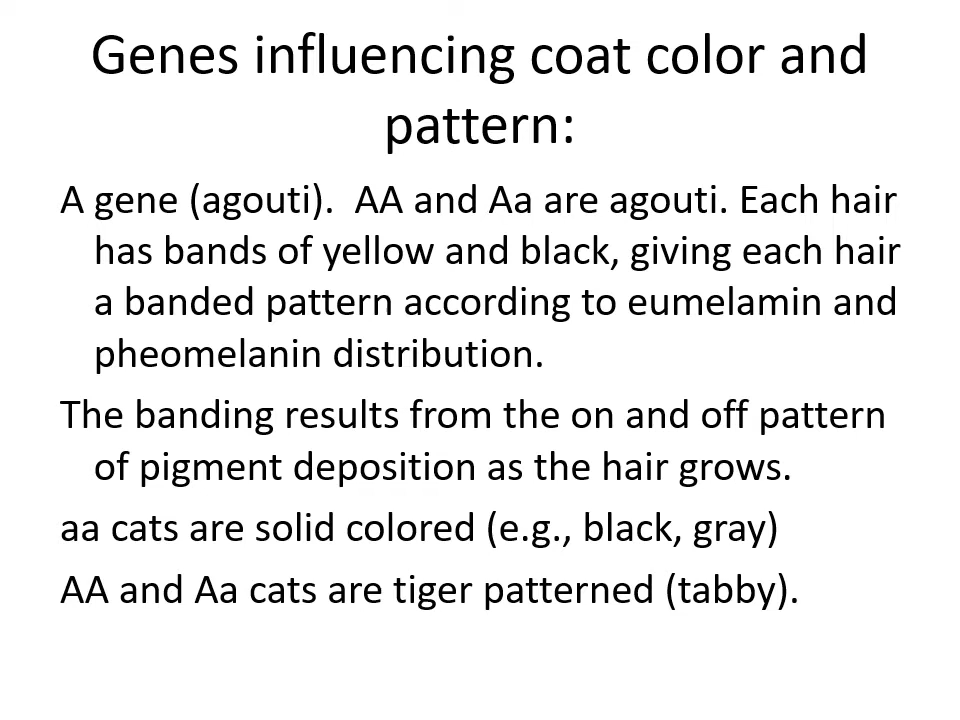 Genes influencing coat color and
pattern:
A gene (agouti).  AA and Aa are agouti. Each hair
has bands of yellow and black, giving each hair
a banded pattern according to eumelamin and
pheomelanin distribution.
The banding results from the on and off pattern
of pigment deposition as the hair grows.
aa cats are solid colored (e.g., black, gray)
AA and Aa cats are tiger patterned (tabby).